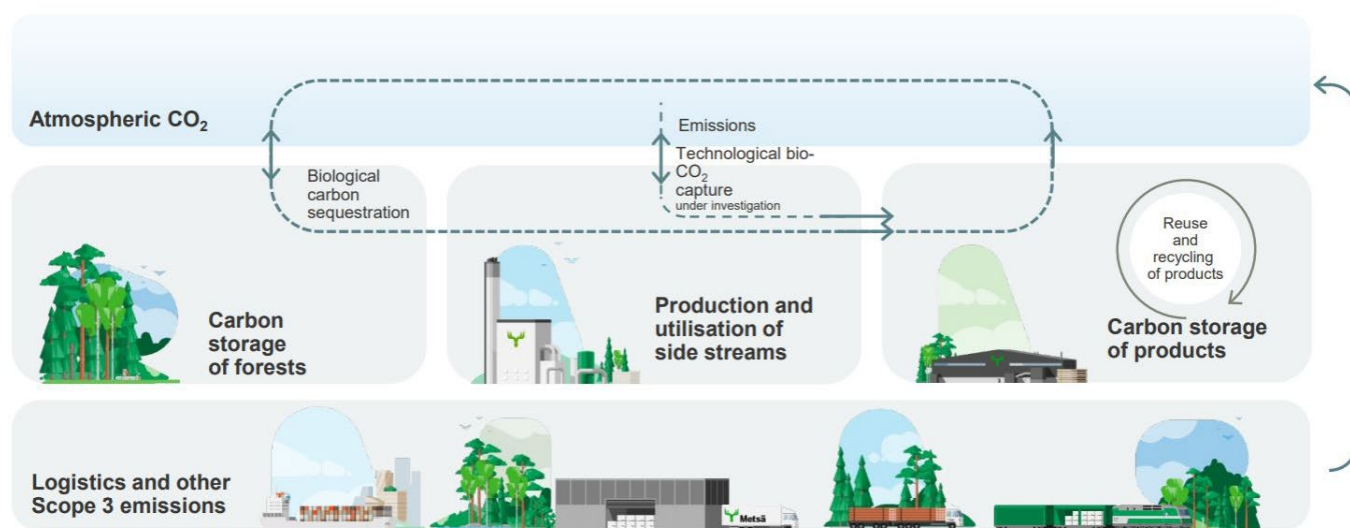 Atmospheric CO₂
Emissions
Technological bio-
CO₂
capture
under investigation
Biological
carbon
sequestration
Reuse
and
recycling
of products
Carbon
storage
of forests
Production and
utilisation of
side streams
Carbon storage
of products
Logistics and other
Scope 3 emissions
Metsä